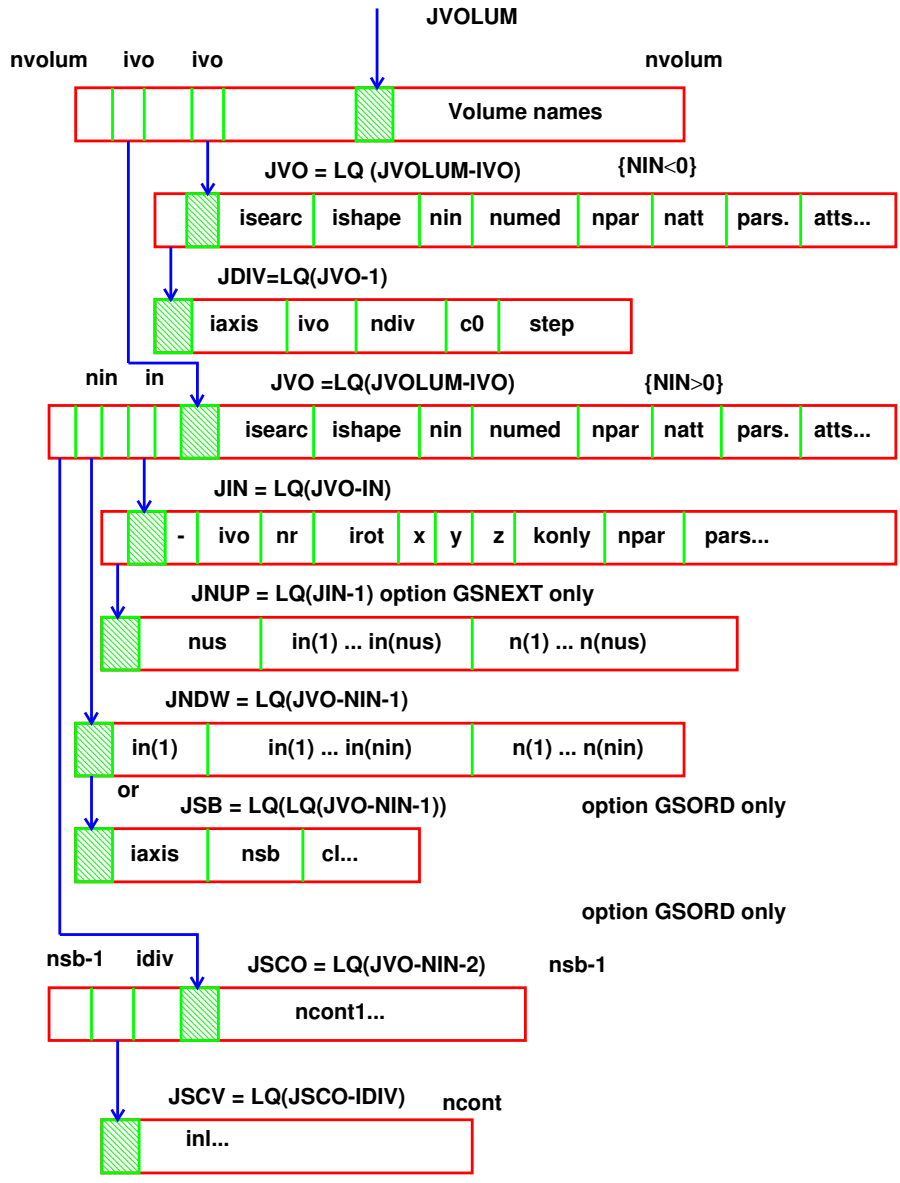 JVOLUM
nvolum ivo ivo nvolum
Volume names
JVO = LQ (JVOLUM-IVO) {NIN<0}
isearc ishape nin numed npar natt pars. atts...
JDIV=LQ(JVO-1)
iaxis ivo ndiv c0 step
nin in JVO =LQ(JVOLUM-IVO) {NIN>0}
isearc ishape nin numed npar natt pars. atts...
JIN = LQ(JVO-IN)
- ivo nr irot x y z konly npar pars...
JNUP = LQ(JIN-1) option GSNEXT only
nus in(1) ... in(nus) n(1) ... n(nus)
JNDW = LQ(JVO-NIN-1)
in(1) in(1) ... in(nin) n(1) ... n(nin)
or JSB = LQ(LQ(JVO-NIN-1)) option GSORD only
iaxis nsb cl...
option GSORD only
nsb-1 idiv JSCO = LQ(JVO-NIN-2) nsb-1
ncont1...
JSCV = LQ(JSCO-IDIV) ncont
inl...